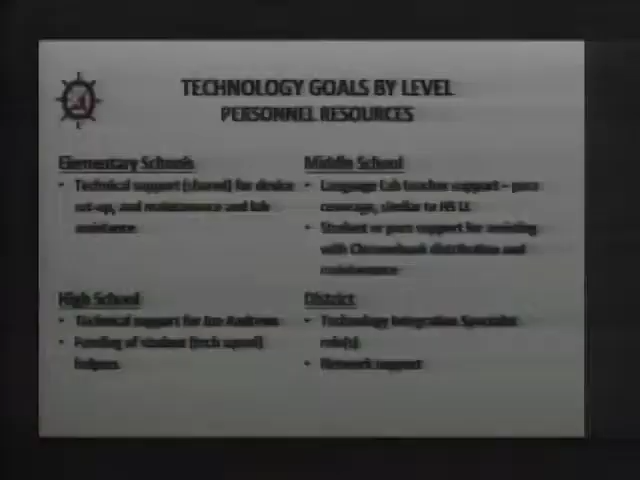 TECHNOLOGY GOALS BY LEVEL
PERSONNEL RESOURCES
Elementary Schools
• Technical support (shared) for device
set-up, and maintenance and lab
assistance
Middle School
• Language Lab teacher support – para
coverage, similar to HS LL
• Student or para support for assisting
with Chromebook distribution and
maintenance
High School
• Technical support for Jon Andrews
• Funding of student (tech squad)
helpers
District
• Technology Integration Specialist
role(s)
• Network support